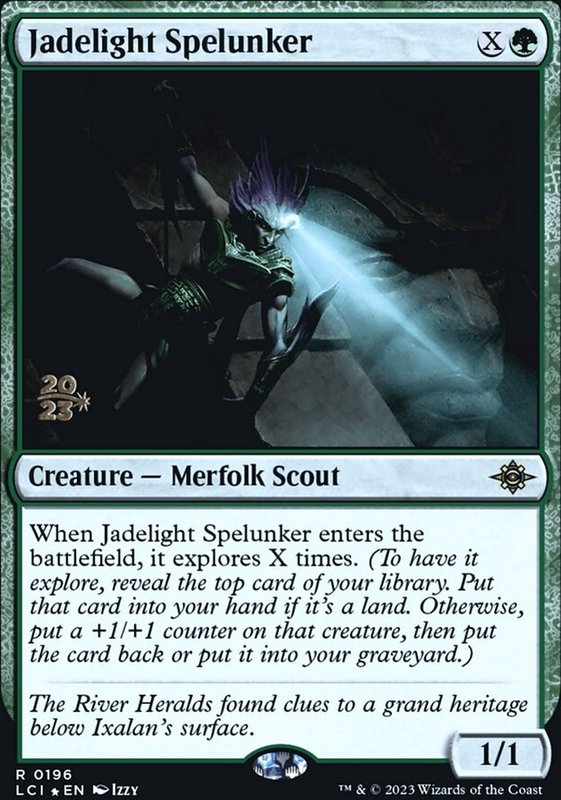 Jadelight Spelunker
X
20
23
Creature — Merfolk Scout
When Jadelight Spelunker enters the
battlefield, it explores X times. (To have it
explore, reveal the top card of your library. Put
that card into your hand if it's a land. Otherwise,
put a +1/+1 counter on that creature, then put
the card back or put it into your graveyard.)
The River Heralds found clues to a grand heritage
below Ixalan's surface.
1/1
R 0196
LCI ★ EN Izzy
™ & © 2023 Wizards of the Coast